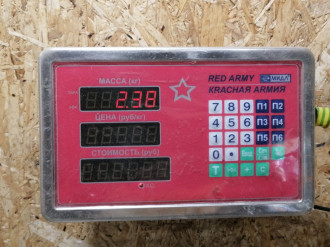 RED ARMY МИДЛ
МАССА (кг) КРАСНАЯ АРМИЯ
2.30
7 8 9 П1 П2
ЦЕНА (руб/кг)
4 5 6 П3 П4
1 2 3 П5 П6
СТОИМОСТЬ (руб)
0
T